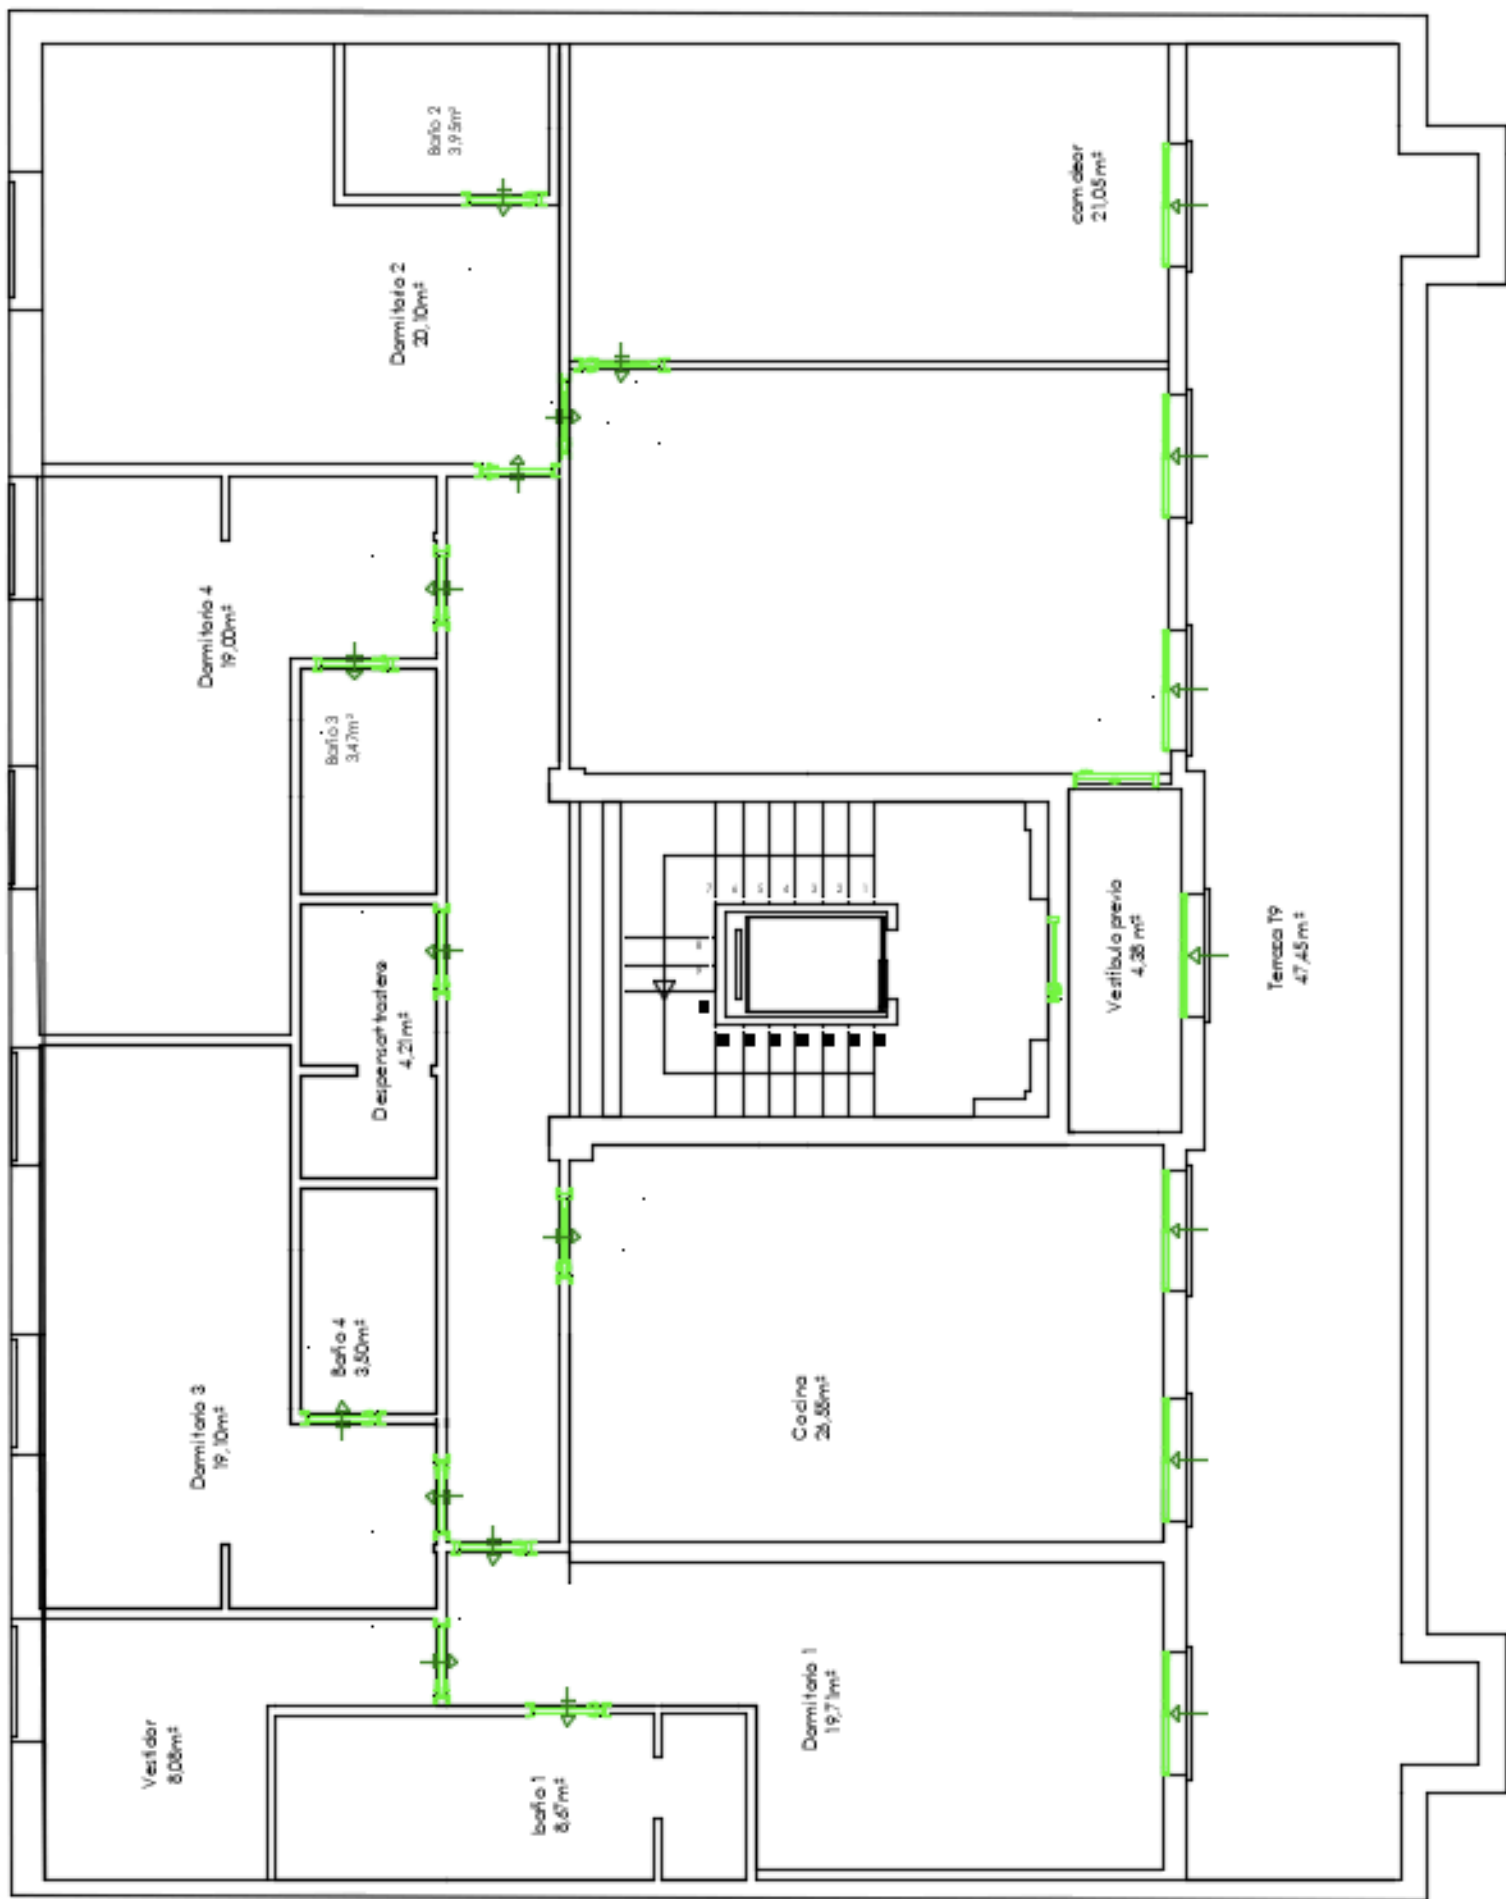 Baño 2
3,95m²
comdeor
21,05m²
Dormitorio 2
20,10m²
Dormitorio 4
19,00m²
Baño 3
3,47m²
Despensa+trastero
4,21m²
Vestíbulo previo
4,38 m²
Terraza T9
47,45m²
Baño 4
3,50m²
Dormitorio 3
19,10m²
Cocina
26,55m²
Dormitorio 1
19,71m²
Vestidor
8,08m²
baño 1
8,67m²